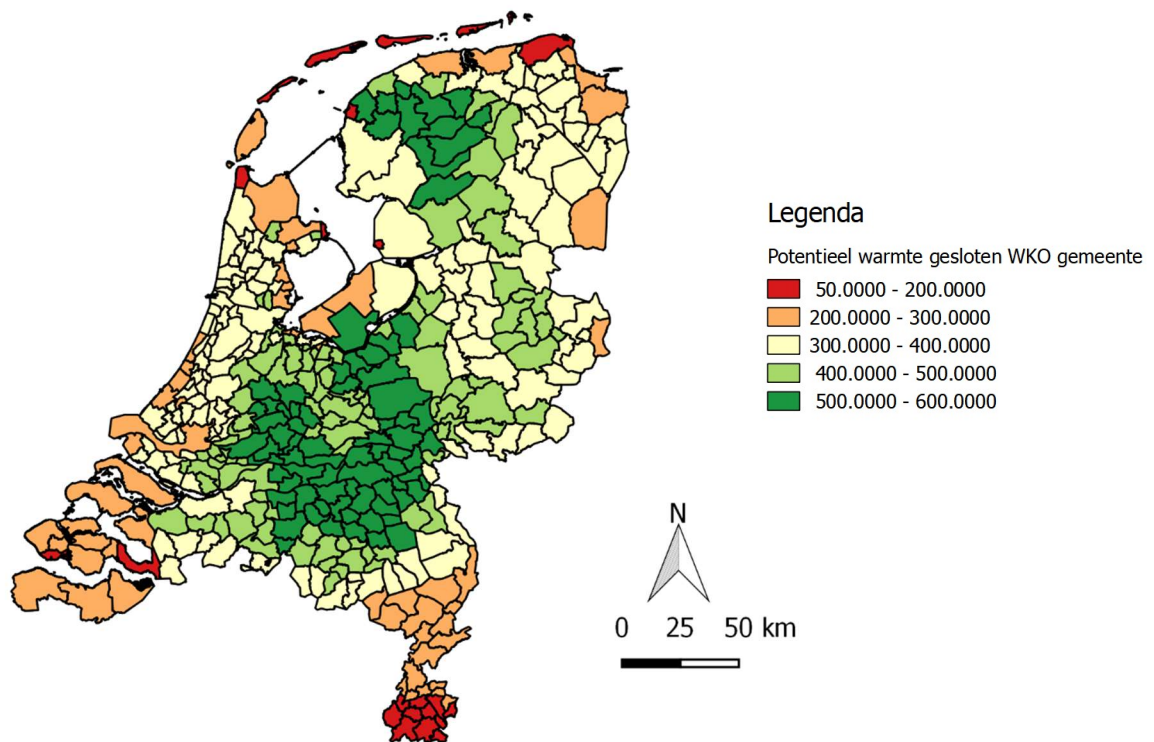 Legenda
Potentieel warmte gesloten WKO gemeente
50.0000 - 200.0000
200.0000 - 300.0000
300.0000 - 400.0000
400.0000 - 500.0000
500.0000 - 600.0000
N
0 25 50 km